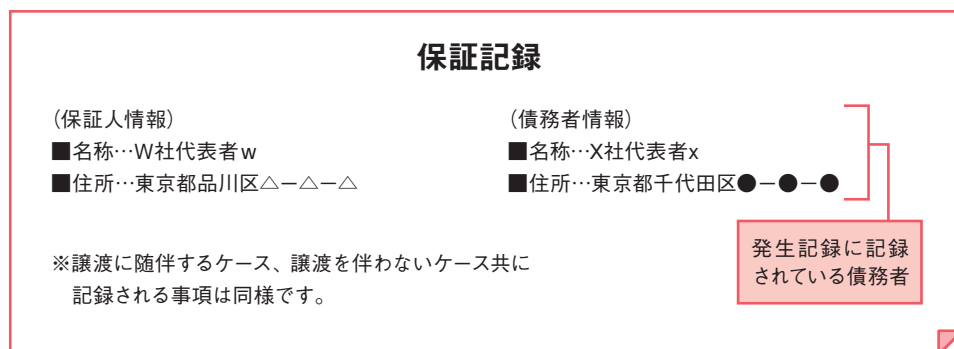 保証記録
（保証人情報）
■名称…W社代表者w
■住所…東京都品川区△－△－△
（債務者情報）
■名称…X社代表者x
■住所…東京都千代田区●－●－●
発生記録に記録
されている債務者
※譲渡に随伴するケース、譲渡を伴わないケース共に
記録される事項は同様です。